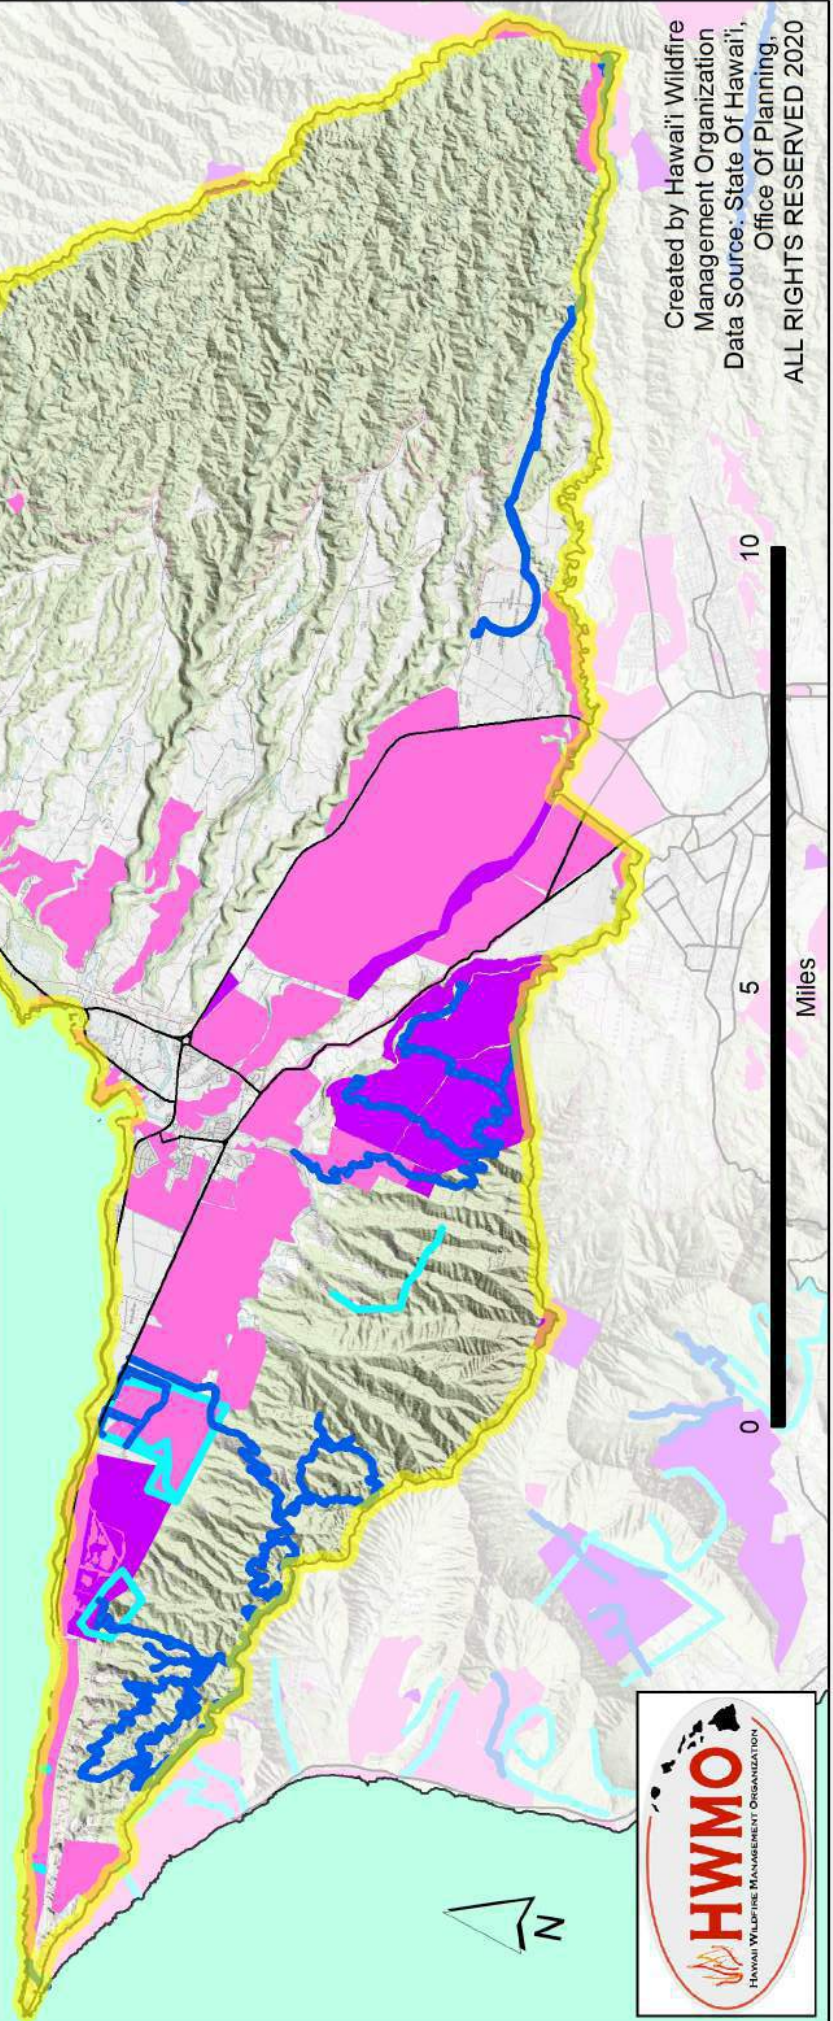 Created by Hawai'i Wildfire
Management Organization
Data Source: State Of Hawai'i,
Office Of Planning,
ALL RIGHTS RESERVED 2020
0
5
10
Miles
N
HWMO
HAWAII WILDFIRE MANAGEMENT ORGANIZATION